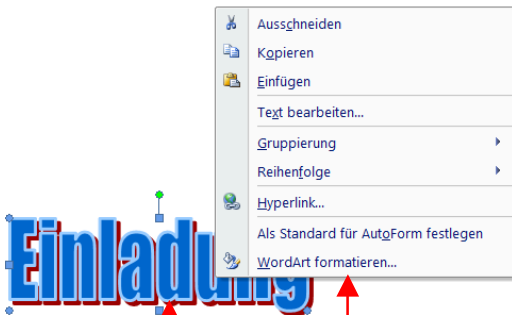 Ausschneiden
Kopieren
Einfügen
Text bearbeiten...
Gruppierung
Reihenfolge
Hyperlink...
Als Standard für AutoForm festlegen
WordArt formatieren...
Einladung